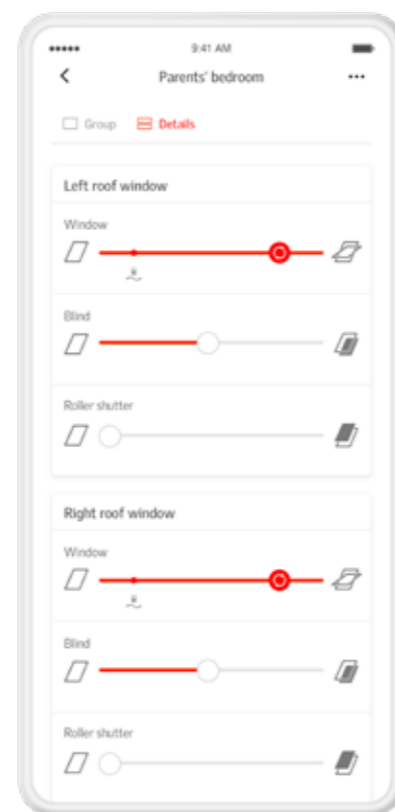 9:41 AM
Parents' bedroom
Group Details
Left roof window
Window
Blind
Roller shutter
Right roof window
Window
Blind
Roller shutter